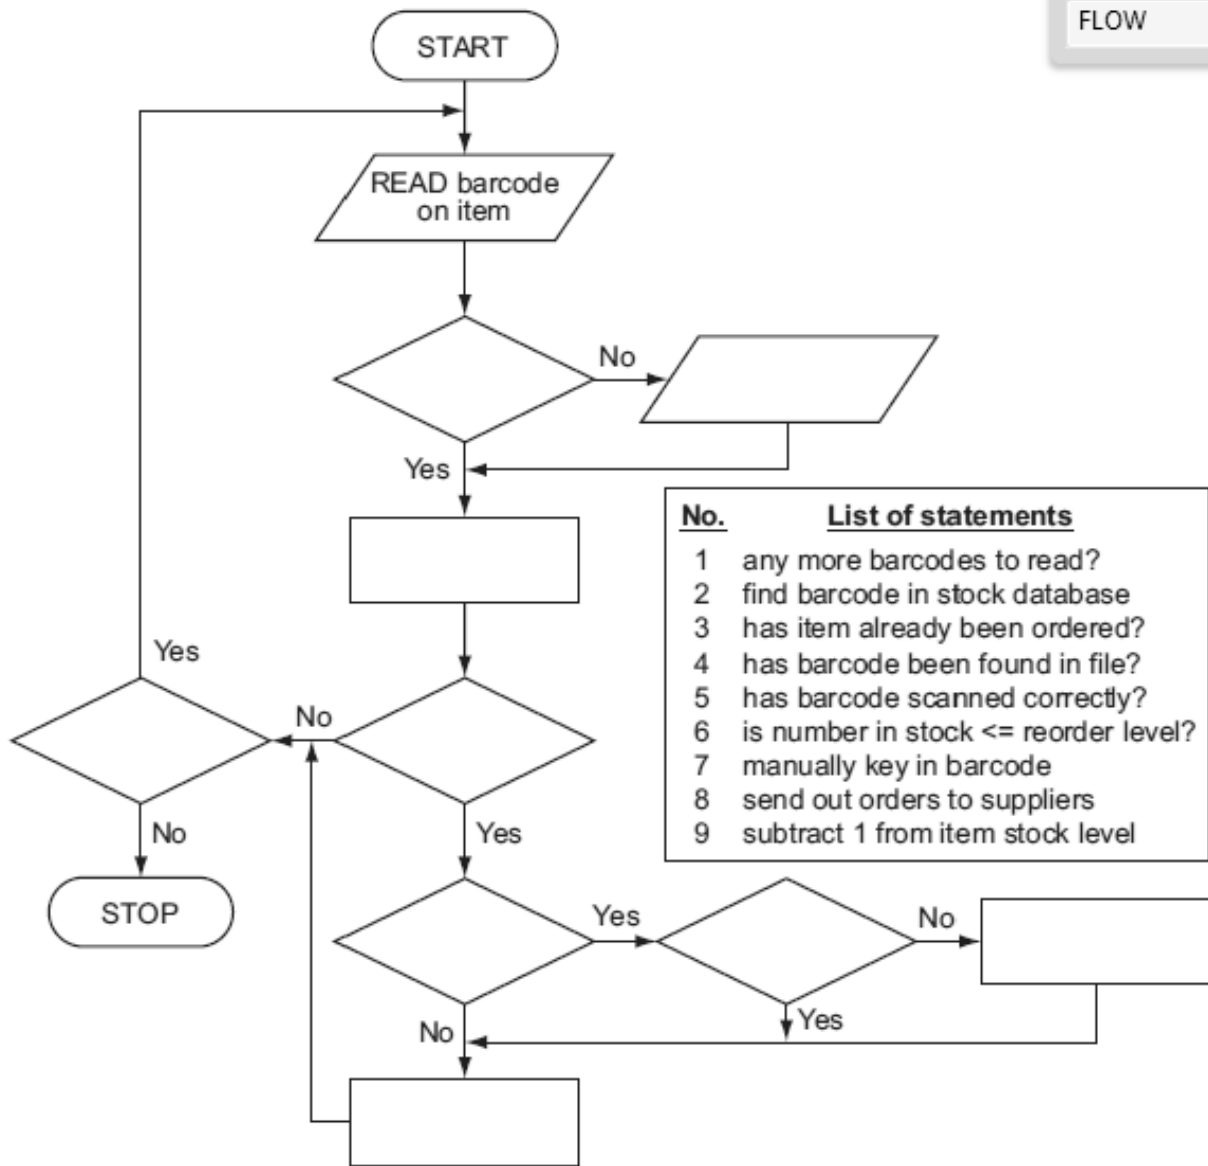 FLOW
START
READ barcode
on item
No
Yes
No. List of statements
1 any more barcodes to read?
2 find barcode in stock database
3 has item already been ordered?
4 has barcode been found in file?
5 has barcode scanned correctly?
6 is number in stock <= reorder level?
7 manually key in barcode
8 send out orders to suppliers
9 subtract 1 from item stock level
Yes
No
No
Yes
STOP
Yes
No
No
Yes